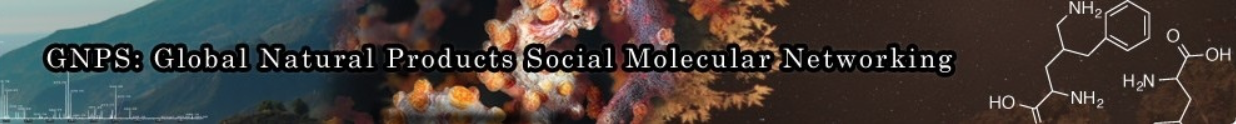 GNPS: Global Natural Products Social Molecular Networking
NH₂
O
OH
H₂N
HO
NH₂